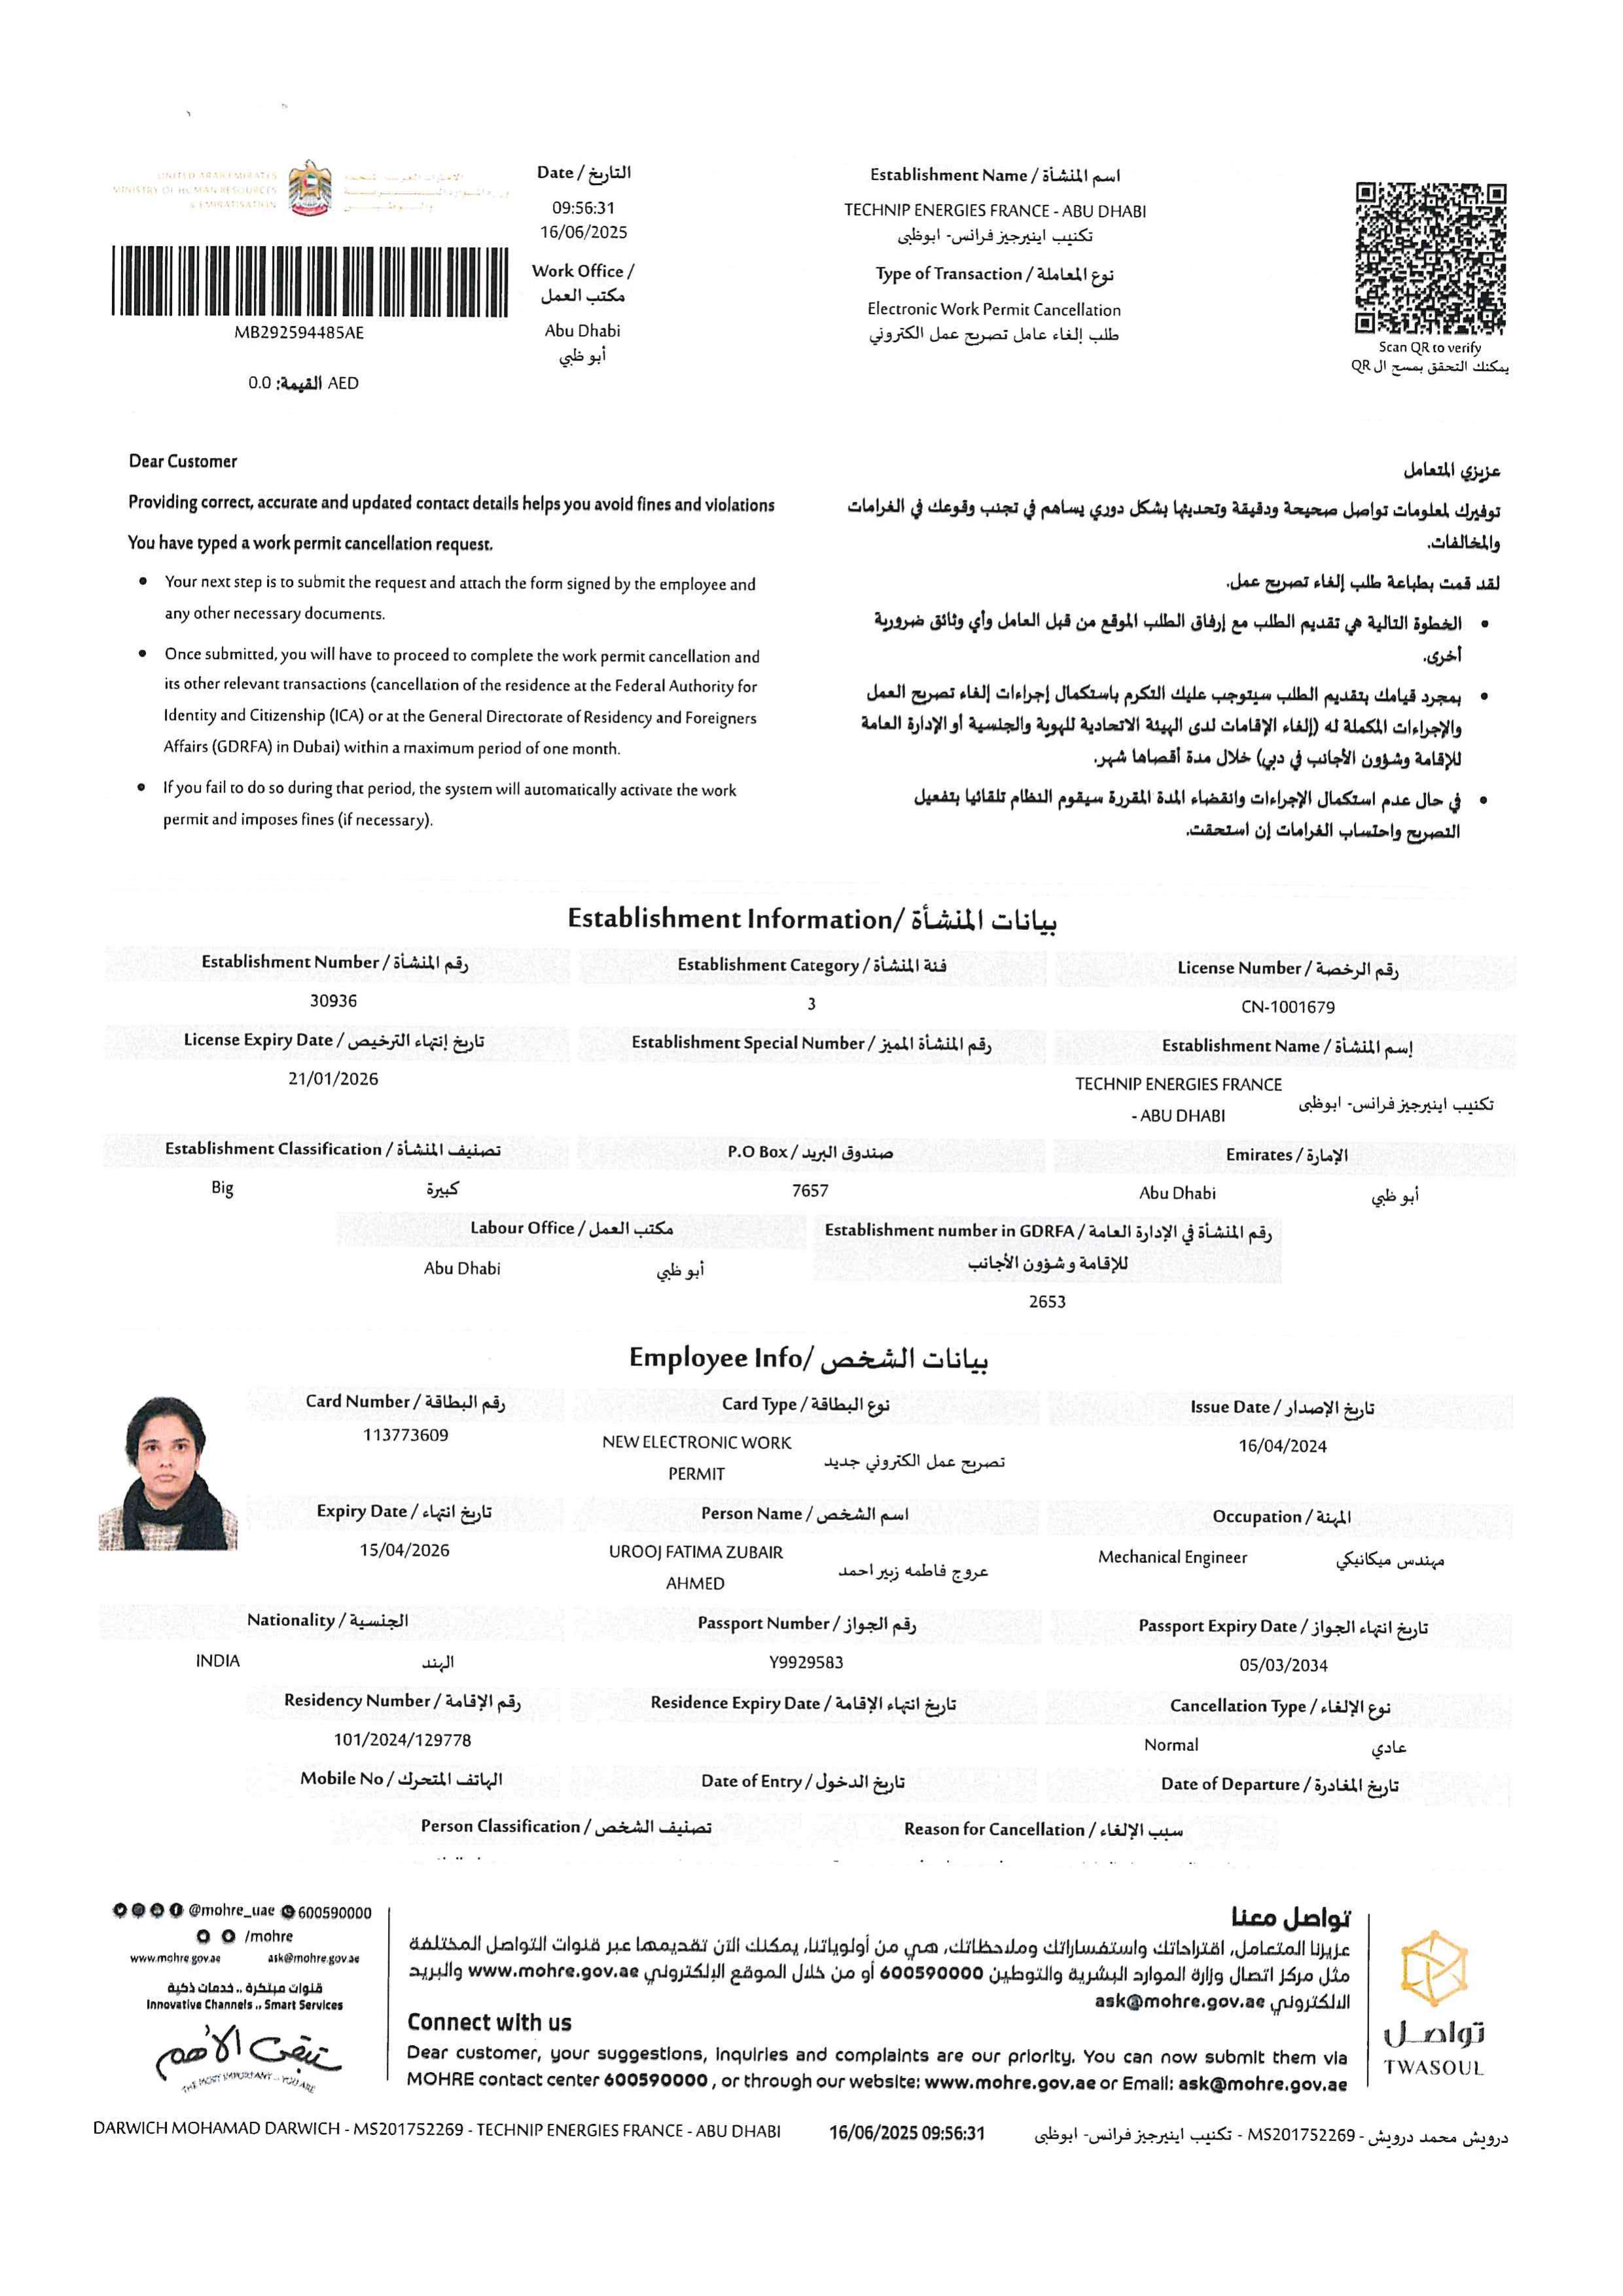 UNITED ARAB EMIRATES
MINISTRY OF HUMAN RESOURCES
& EMIRATISATION
MB292594485AE
القيمة: 0.0 AED
Date / التاريخ
09:56:31
16/06/2025
Work Office /
مكتب العمل
Abu Dhabi
أبو ظبي
Establishment Name / اسم المنشأة
TECHNIP ENERGIES FRANCE - ABU DHABI
تكنيب اينيرجيز فرانس- ابوظبى
Type of Transaction / نوع المعاملة
Electronic Work Permit Cancellation
طلب إلغاء عامل تصريح عمل الكتروني
Scan QR to verify
يمكنك التحقق بمسح ال QR
Dear Customer
Providing correct, accurate and updated contact details helps you avoid fines and violations
You have typed a work permit cancellation request.
• Your next step is to submit the request and attach the form signed by the employee and
any other necessary documents.
• Once submitted, you will have to proceed to complete the work permit cancellation and
its other relevant transactions (cancellation of the residence at the Federal Authority for
Identity and Citizenship (ICA) or at the General Directorate of Residency and Foreigners
Affairs (GDRFA) in Dubai) within a maximum period of one month.
• If you fail to do so during that period, the system will automatically activate the work
permit and imposes fines (if necessary).
عزيزي المتعامل
توفيرك لمعلومات تواصل صحيحة ودقيقة وتحديثها بشكل دوري يساهم في تجنب وقوعك في الغرامات
والمخالفات.
لقد قمت بطباعة طلب إلغاء تصريح عمل.
• الخطوة التالية هي تقديم الطلب مع إرفاق الطلب الموقع من قبل العامل وأي وثائق ضرورية
أخرى.
• بمجرد قيامك بتقديم الطلب سيتوجب عليك التكرم باستكمال إجراءات إلغاء تصريح العمل
والإجراءات المكملة له (إلغاء الإقامات لدى الهيئة الاتحادية للهوية والجنسية أو الإدارة العامة
للإقامة وشؤون الأجانب في دبي) خلال مدة أقصاها شهر.
• في حال عدم استكمال الإجراءات وانقضاء المدة المقررة سيقوم النظام تلقائيا بتفعيل
التصريح واحتساب الغرامات إن استحقت.
Establishment Information/ بيانات المنشأة
Establishment Number / رقم المنشأة
Establishment Category / فئة المنشأة
License Number / رقم الرخصة
30936
3
CN-1001679
License Expiry Date / تاريخ إنتهاء الترخيص
Establishment Special Number / رقم المنشأة المميز
Establishment Name / إسم المنشأة
21/01/2026
TECHNIP ENERGIES FRANCE
- ABU DHABI
تكنيب اينيرجيز فرانس- ابوظبى
Establishment Classification / تصنيف المنشأة
P.O Box / صندوق البريد
Emirates / الإمارة
Big كبيرة
7657
Abu Dhabi أبو ظبي
Labour Office / مكتب العمل
Establishment number in GDRFA / رقم المنشأة في الإدارة العامة
للإقامة و شؤون الأجانب
Abu Dhabi أبو ظبي
2653
Employee Info/ بيانات الشخص
Card Number / رقم البطاقة
Card Type / نوع البطاقة
Issue Date / تاريخ الإصدار
113773609
NEW ELECTRONIC WORK
PERMIT
تصريح عمل الكتروني جديد
16/04/2024
Expiry Date / تاريخ انتهاء
Person Name / اسم الشخص
Occupation / المهنة
15/04/2026
UROOJ FATIMA ZUBAIR
AHMED
عروج فاطمه زبير احمد
Mechanical Engineer مهندس ميكانيكي
Nationality / الجنسية
Passport Number / رقم الجواز
Passport Expiry Date / تاريخ انتهاء الجواز
INDIA الهند
Y9929583
05/03/2034
Residency Number / رقم الإقامة
Residence Expiry Date / تاريخ انتهاء الإقامة
Cancellation Type / نوع الإلغاء
101/2024/129778
Normal عادي
Mobile No / الهاتف المتحرك
Date of Entry / تاريخ الدخول
Date of Departure / تاريخ المغادرة
Person Classification / تصنيف الشخص
Reason for Cancellation / سبب الإلغاء
@mohre_uae 600590000
/mohre
www.mohre.gov.ae ask@mohre.gov.ae
قنوات مبتكرة .. خدمات ذكية
Innovative Channels .. Smart Services
تبقى الأهم
THE MOST IMPORTANT .. YOU ARE
تواصل معنا
عزيزنا المتعامل، اقتراحاتك واستفساراتك وملاحظاتك، هي من أولوياتنا، يمكنك الآن تقديمها عبر قنوات التواصل المختلفة
مثل مركز اتصال وزارة الموارد البشرية والتوطين 600590000 أو من خلال الموقع الإلكتروني www.mohre.gov.ae والبريد
الالكتروني ask@mohre.gov.ae
Connect with us
Dear customer, your suggestions, inquiries and complaints are our priority. You can now submit them via
MOHRE contact center 600590000 , or through our website: www.mohre.gov.ae or Email: ask@mohre.gov.ae
تواصل
TWASOUL
DARWICH MOHAMAD DARWICH - MS201752269 - TECHNIP ENERGIES FRANCE - ABU DHABI
16/06/2025 09:56:31
درويش محمد درويش - MS201752269 - تكنيب اينيرجيز فرانس- ابوظبى